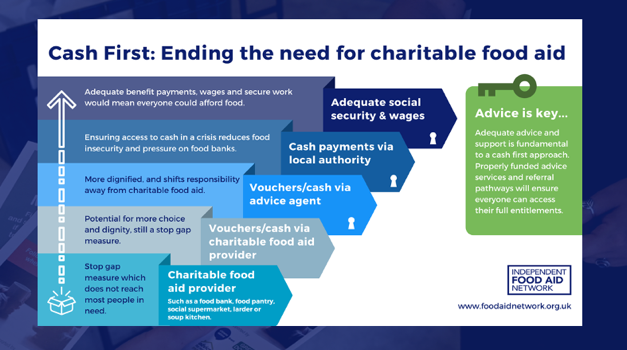 Cash First: Ending the need for charitable food aid
Adequate benefit payments, wages and secure work
would mean everyone could afford food.
Adequate social
security & wages
Ensuring access to cash in a crisis reduces food
insecurity and pressure on food banks.
Cash payments via
local authority
More dignified, and shifts responsibility
away from charitable food aid.
Vouchers/cash via
advice agent
Potential for more choice
and dignity, still a stop gap
measure.
Vouchers/cash via
charitable food aid
provider
Stop gap
measure which
does not reach
most people in
need.
Charitable food
aid provider
Such as a food bank, food pantry,
social supermarket, larder or
soup kitchen.
Advice is key...
Adequate advice and
support is fundamental
to a cash first approach.
Properly funded advice
services and referral
pathways will ensure
everyone can access
their full entitlements.
INDEPENDENT
FOOD AID
NETWORK
www.foodaidnetwork.org.uk